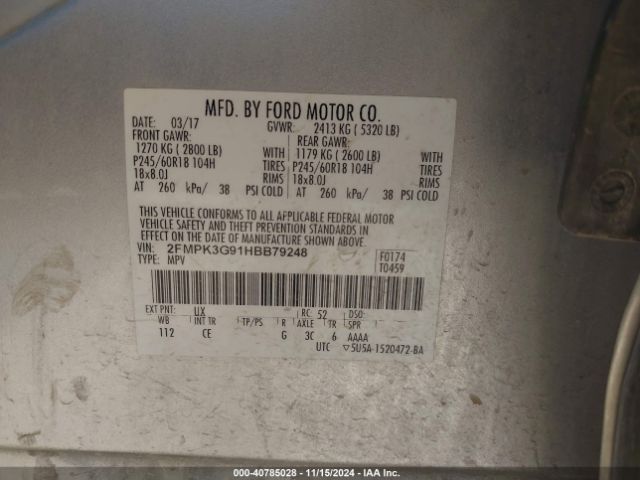 MFD. BY FORD MOTOR CO.
DATE: 03/17 GVWR: 2413 KG ( 5320 LB)
FRONT GAWR: REAR GAWR:
1270 KG ( 2800 LB) WITH 1179 KG ( 2600 LB) WITH
P245/60R18 104H TIRES P245/60R18 104H TIRES
18x8.0J RIMS 18x8.0J RIMS
AT 260 kPa/ 38 PSI COLD AT 260 kPa/ 38 PSI COLD
THIS VEHICLE CONFORMS TO ALL APPLICABLE FEDERAL MOTOR
VEHICLE SAFETY AND THEFT PREVENTION STANDARDS IN
EFFECT ON THE DATE OF MANUFACTURE SHOWN ABOVE.
VIN: 2FMPK3G91HBB79248 F0174
TYPE: MPV T0459
EXT PNT: UX RC: 52 DSO:
WB INT TR TP/PS R AXLE TR SPR
112 CE G 3C 6 AAAA
UTC ▽5U5A-1520472-BA
000-40785028 - 11/15/2024 - IAA Inc.